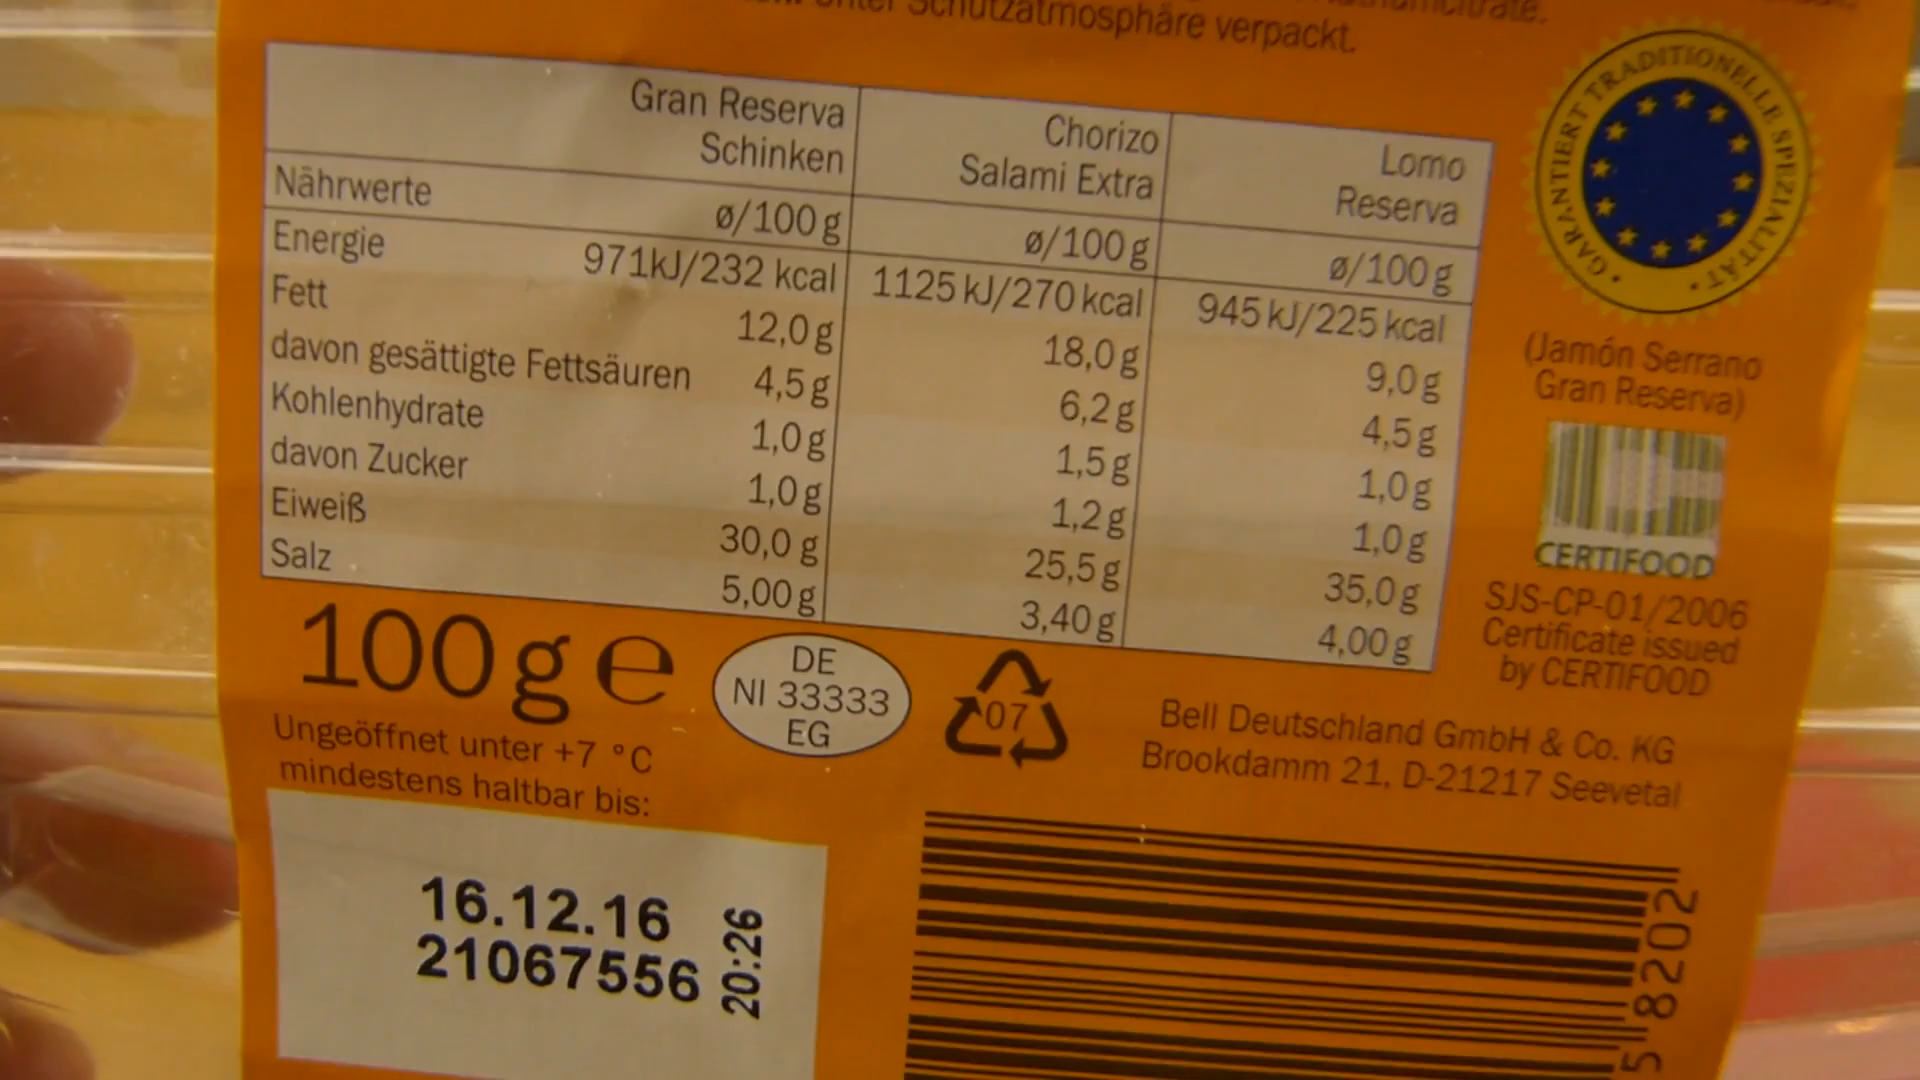 unter Schutzatmosphäre verpackt.
Gran Reserva Schinken
Chorizo Salami Extra
Lomo Reserva
Nährwerte ø/100 g ø/100 g ø/100 g
Energie 971kJ/232 kcal 1125 kJ/270 kcal 945 kJ/225 kcal
Fett 12,0 g 18,0 g 9,0 g
davon gesättigte Fettsäuren 4,5 g 6,2 g 4,5 g
Kohlenhydrate 1,0 g 1,5 g 1,0 g
davon Zucker 1,0 g 1,2 g 1,0 g
Eiweiß 30,0 g 25,5 g 35,0 g
Salz 5,00 g 3,40 g 4,00 g
GARANTIERT TRADITIONELLE SPEZIALITÄT
(Jamón Serrano
Gran Reserva)
CERTIFOOD
SJS-CP-01/2006
Certificate issued
by CERTIFOOD
100 g e
DE
NI 33333
EG
07
Bell Deutschland GmbH & Co. KG
Brookdamm 21, D-21217 Seevetal
Ungeöffnet unter +7 °C
mindestens haltbar bis:
16.12.16
21067556
20:26
58202